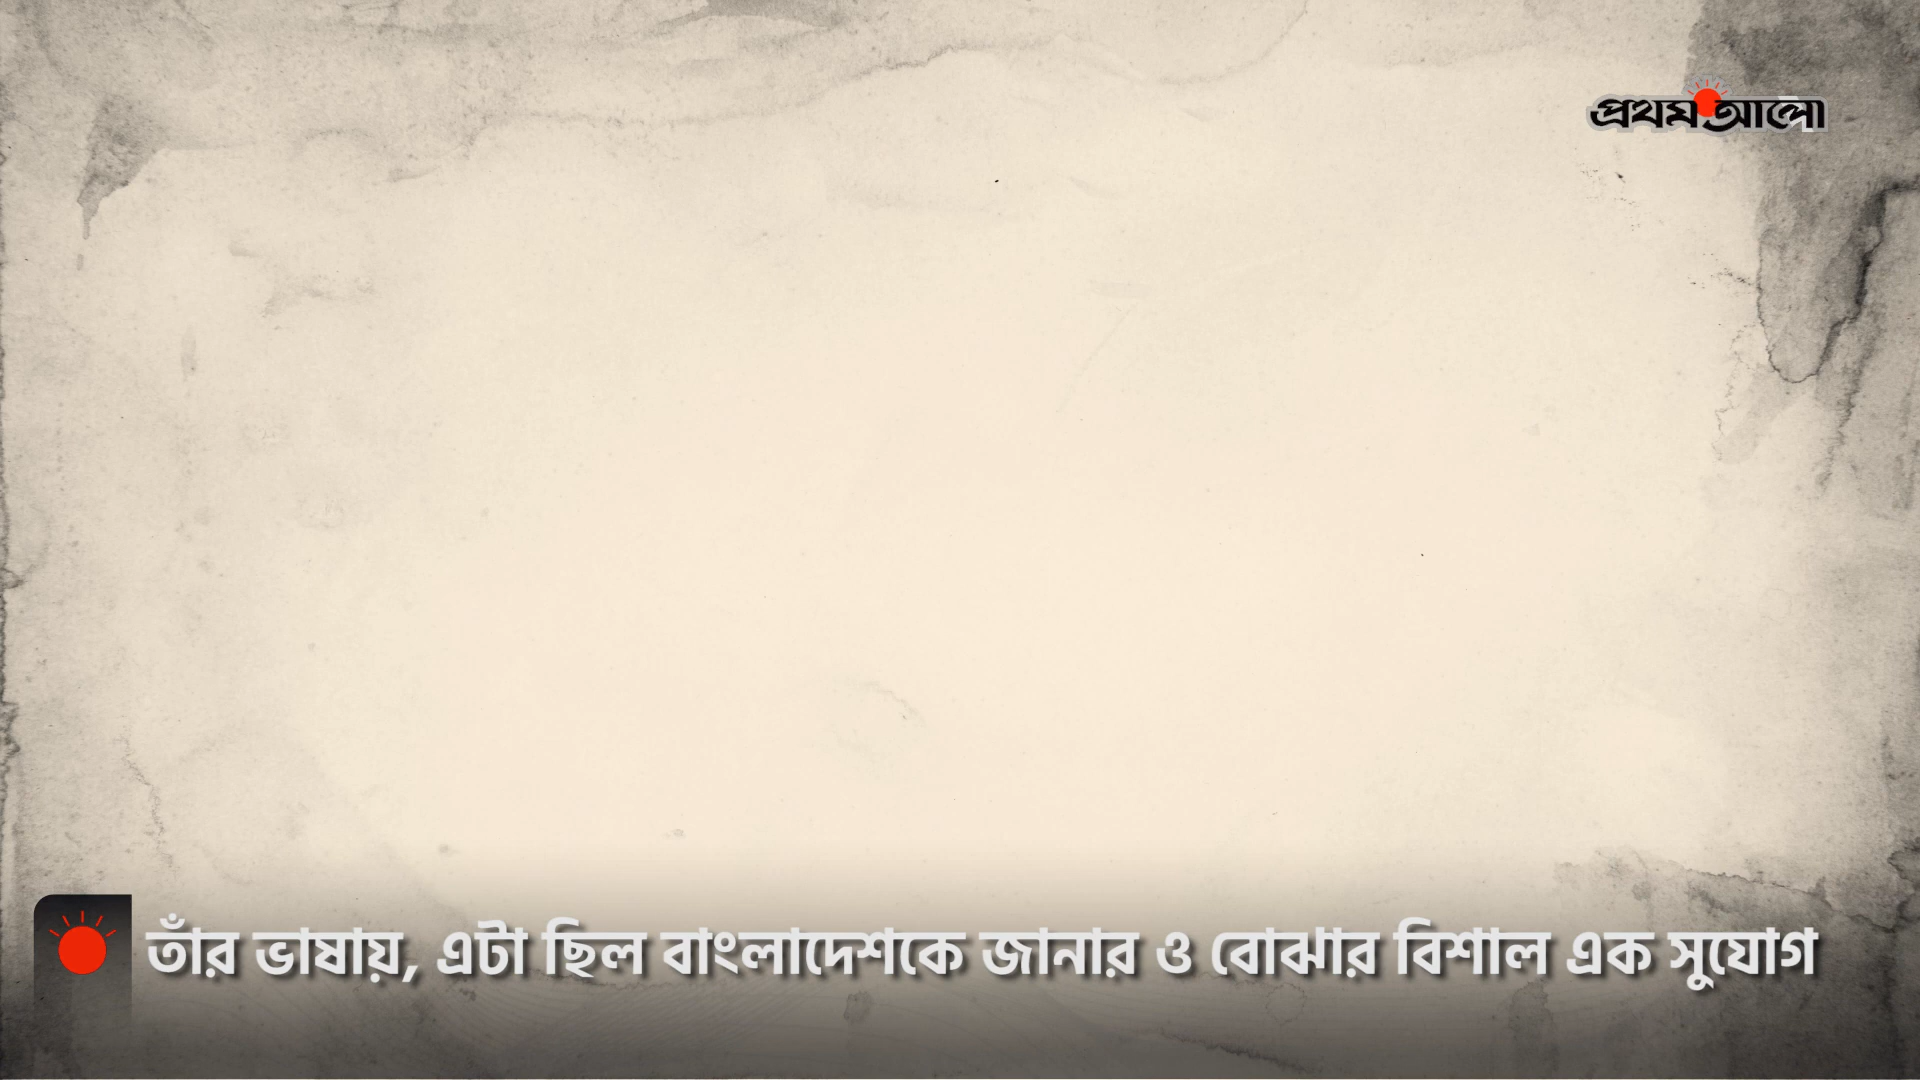 প্রথম আলো
তাঁর ভাষায়, এটা ছিল বাংলাদেশকে জানার ও বোঝার বিশাল এক সুযোগ